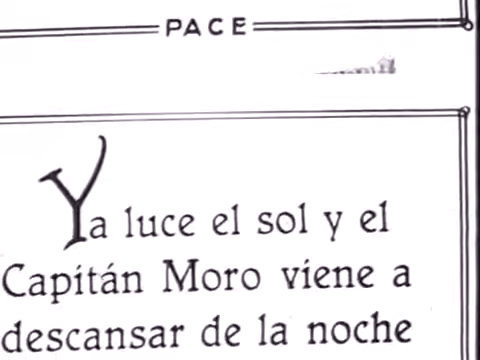 PACE
Ya luce el sol y el
Capitán Moro viene a
descansar de la noche